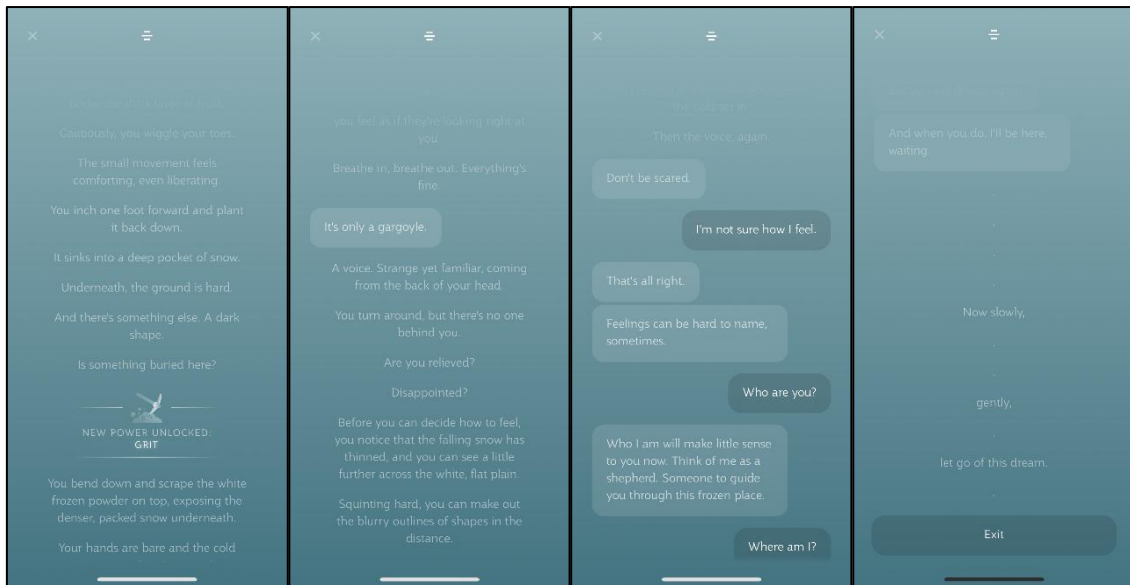 Cautiously, you wiggle your toes.
The small movement feels
comforting, even liberating.
You inch one foot forward and plant
it back down.
It sinks into a deep pocket of snow.
Underneath, the ground is hard.
And there's something else. A dark
shape.
Is something buried here?
NEW POWER UNLOCKED:
GRIT
You bend down and scrape the white
frozen powder on top, exposing the
denser, packed snow underneath.
Your hands are bare and the cold
you feel as if they're looking right at
you.
Breathe in, breathe out. Everything's
fine.
It's only a gargoyle.
A voice. Strange yet familiar, coming
from the back of your head.
You turn around, but there's no one
behind you.
Are you relieved?
Disappointed?
Before you can decide how to feel,
you notice that the falling snow has
thinned, and you can see a little
further across the white, flat plain.
Squinting hard, you can make out
the blurry outlines of shapes in the
distance.
the cold set in.
Then the voice, again.
Don't be scared.
I'm not sure how I feel.
That's all right.
Feelings can be hard to name,
sometimes.
Who are you?
Who I am will make little sense
to you now. Think of me as a
shepherd. Someone to guide
you through this frozen place.
Where am I?
And when you do, I'll be here,
waiting.
.
.
.
.
Now slowly,
.
.
gently,
.
let go of this dream.
.
Exit